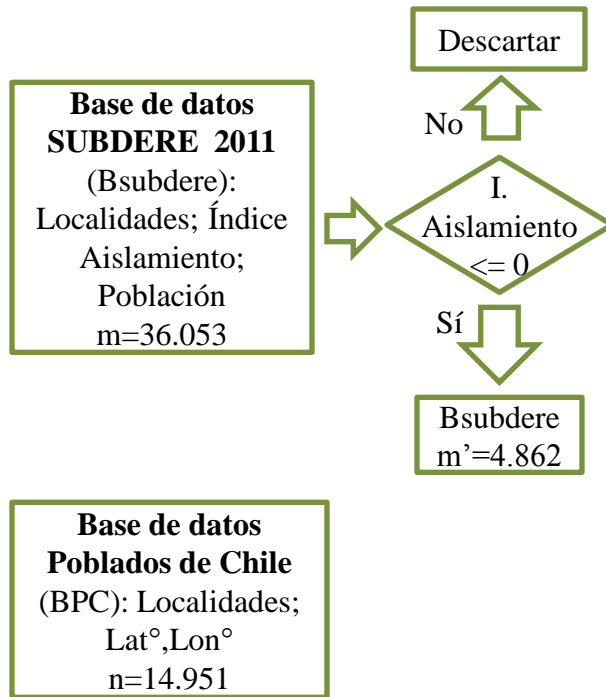 Base de datos
SUBDERE 2011
(Bsubdere):
Localidades; Índice
Aislamiento;
Población
m=36.053
Descartar
No
I.
Aislamiento
<= 0
Sí
Bsubdere
m’=4.862
Base de datos
Poblados de Chile
(BPC): Localidades;
Lat°,Lon°
n=14.951